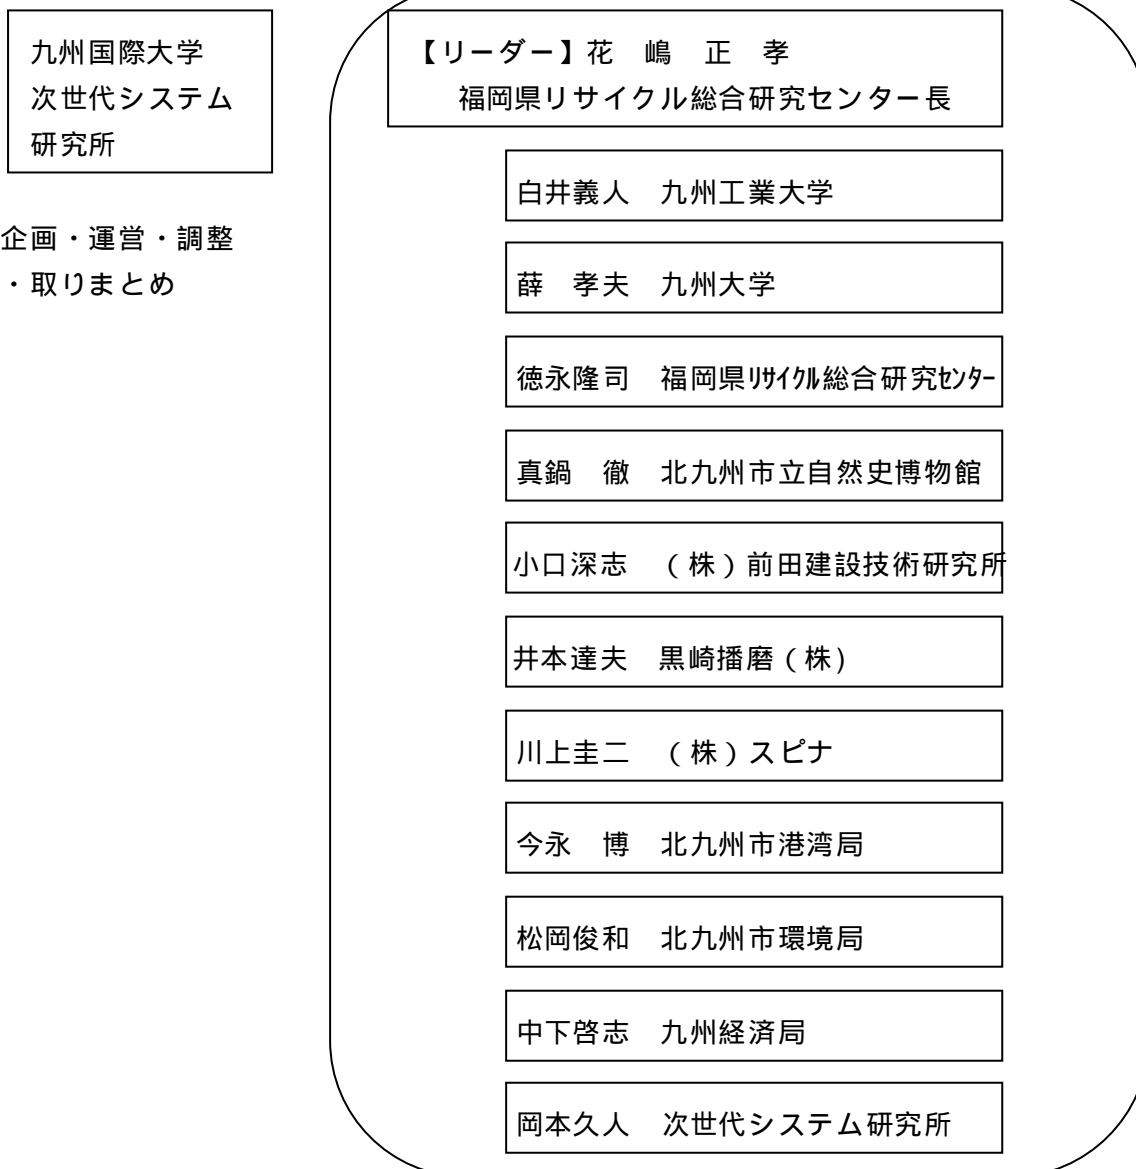 九州国際大学
次世代システム
研究所
企画・運営・調整
・取りまとめ
【リーダー】花　嶋　正　孝
福岡県リサイクル総合研究センター長
白井義人　九州工業大学
薛　孝夫　九州大学
徳永隆司　福岡県ﾘｻｲｸﾙ総合研究ｾﾝﾀｰ
真鍋　徹　北九州市立自然史博物館
小口深志　（株）前田建設技術研究所
井本達夫　黒崎播磨（株）
川上圭二　（株）スピナ
今永　博　北九州市港湾局
松岡俊和　北九州市環境局
中下啓志　九州経済局
岡本久人　次世代システム研究所